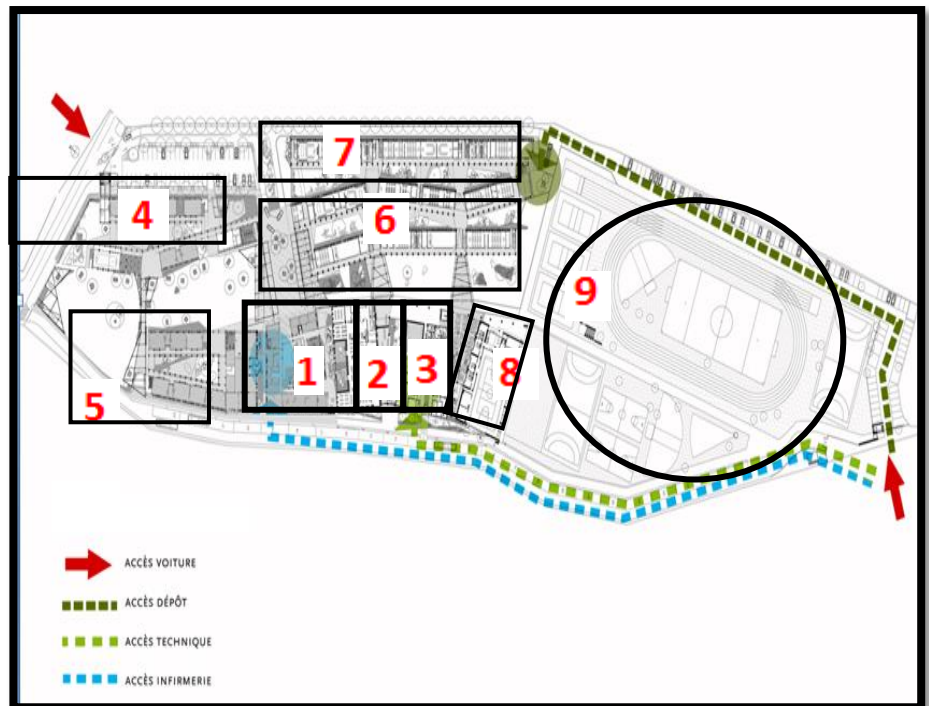 7
4
6
9
1
2
3
8
5
ACCÈS VOITURE
ACCÈS DÉPÔT
ACCÈS TECHNIQUE
ACCÈS INFIRMERIE